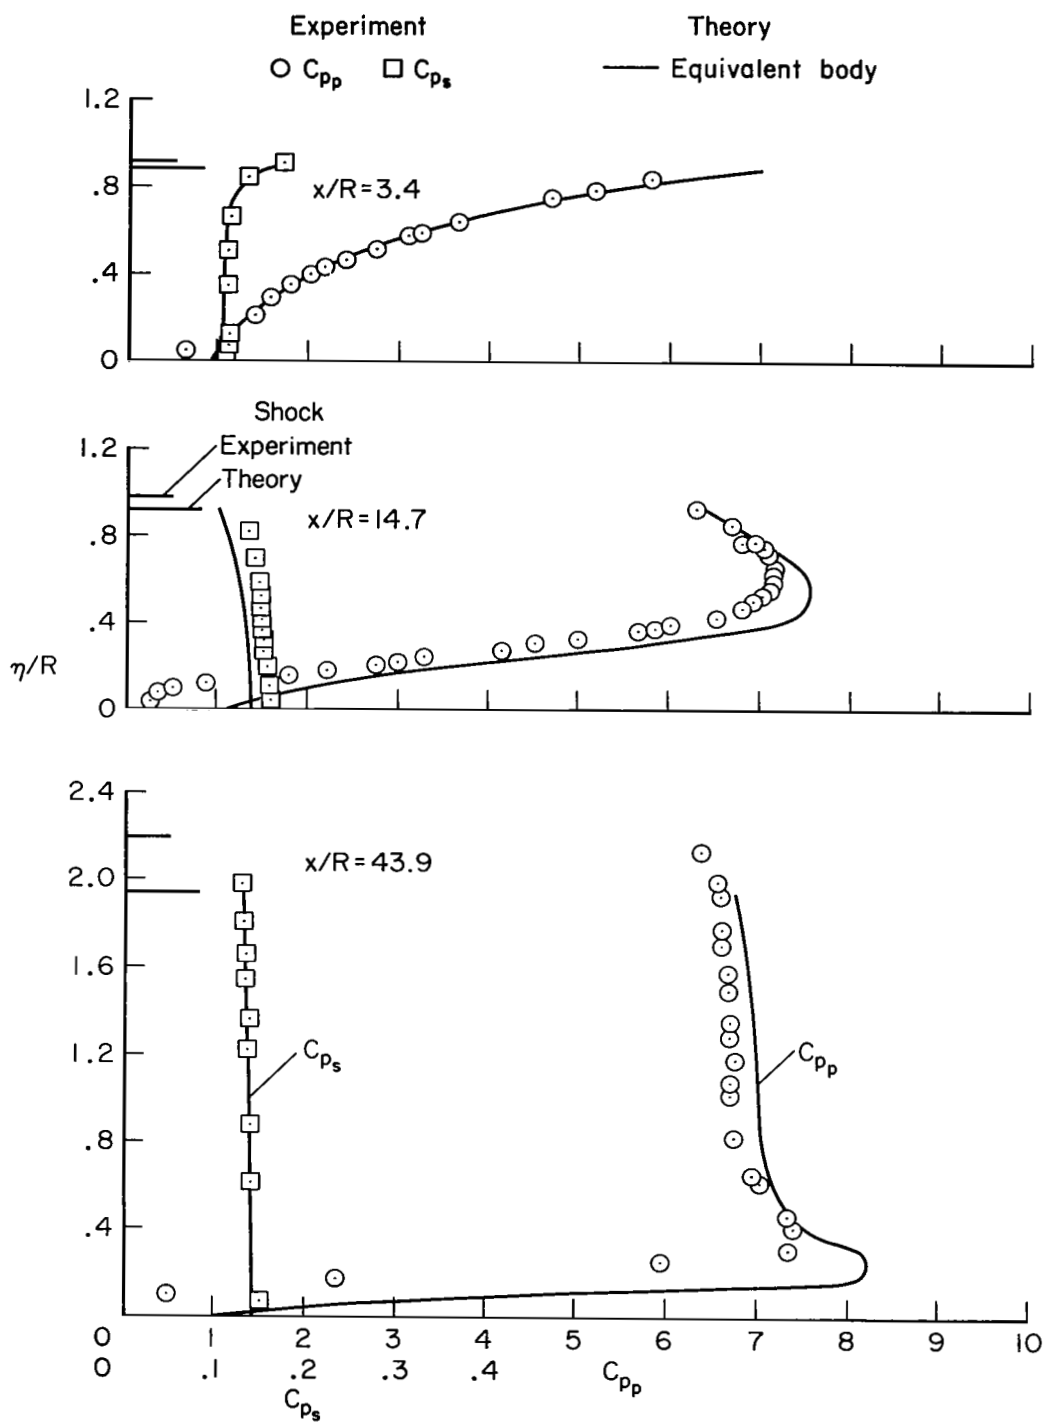 Experiment Theory
Cpp Cps Equivalent body
1.2
.8
x/R=3.4
.4
0
Shock
1.2 Experiment
Theory
x/R=14.7
.8
.4
η/R
0
2.4
x/R=43.9
2.0
1.6
1.2
Cps Cpp
.8
.4
0 1 2 3 4 5 6 7 8 9 10
0 .1 .2 .3 .4 Cpp
Cps